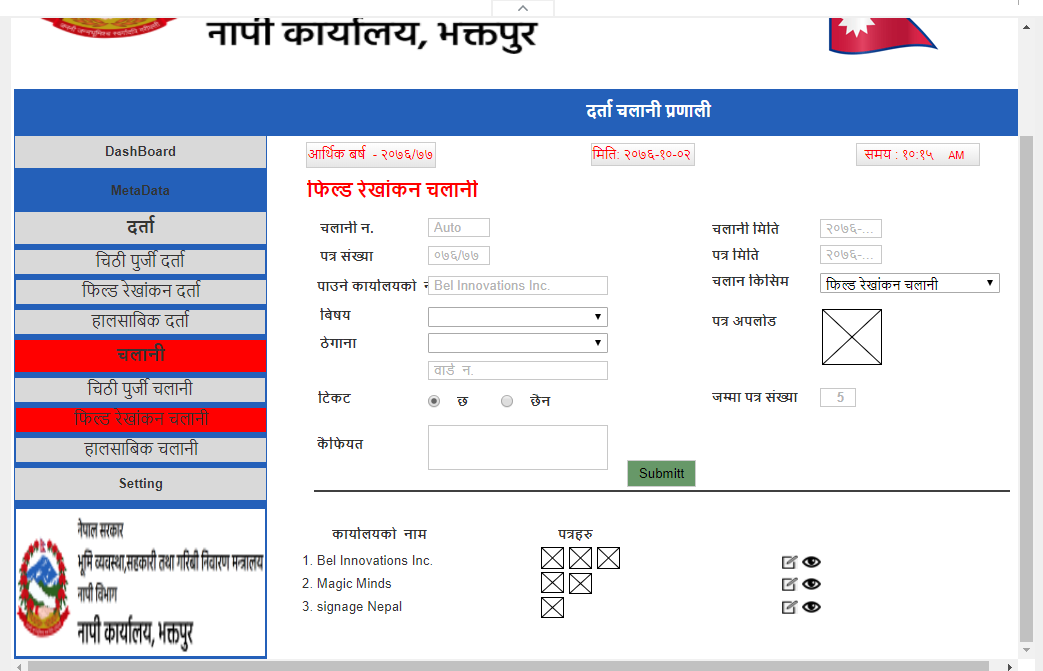 नापी कार्यालय, भक्तपुर
दर्ता चलानी प्रणाली
DashBoard
MetaData
दर्ता
चिठी पुर्जी दर्ता
फिल्ड रेखांकन दर्ता
हालसाबिक दर्ता
चलानी
चिठी पुर्जी चलानी
फिल्ड रेखांकन चलानी
हालसाबिक चलानी
Setting
नेपाल सरकार
भूमि व्यवस्था,सहकारी तथा गरिबी निवारण मन्त्रालय
नापी विभाग
नापी कार्यालय, भक्तपुर
आर्थिक बर्ष - २०७६/७७ मिति: २०७६-१०-०२ समय : १०:१५ AM
फिल्ड रेखांकन चलानी
चलानी न. Auto चलानी मिति २०७६-...
पत्र संख्या ०७६/७७ पत्र मिति २०७६-...
पाउने कार्यालयको Bel Innovations Inc. चलान किसिम फिल्ड रेखांकन चलानी
बिषय पत्र अपलोड
ठेगाना
वार्ड न.
टिकट छ छैन जम्मा पत्र संख्या 5
कैफियत
Submitt
कार्यालयको नाम पत्रहरु
1. Bel Innovations Inc.
2. Magic Minds
3. signage Nepal